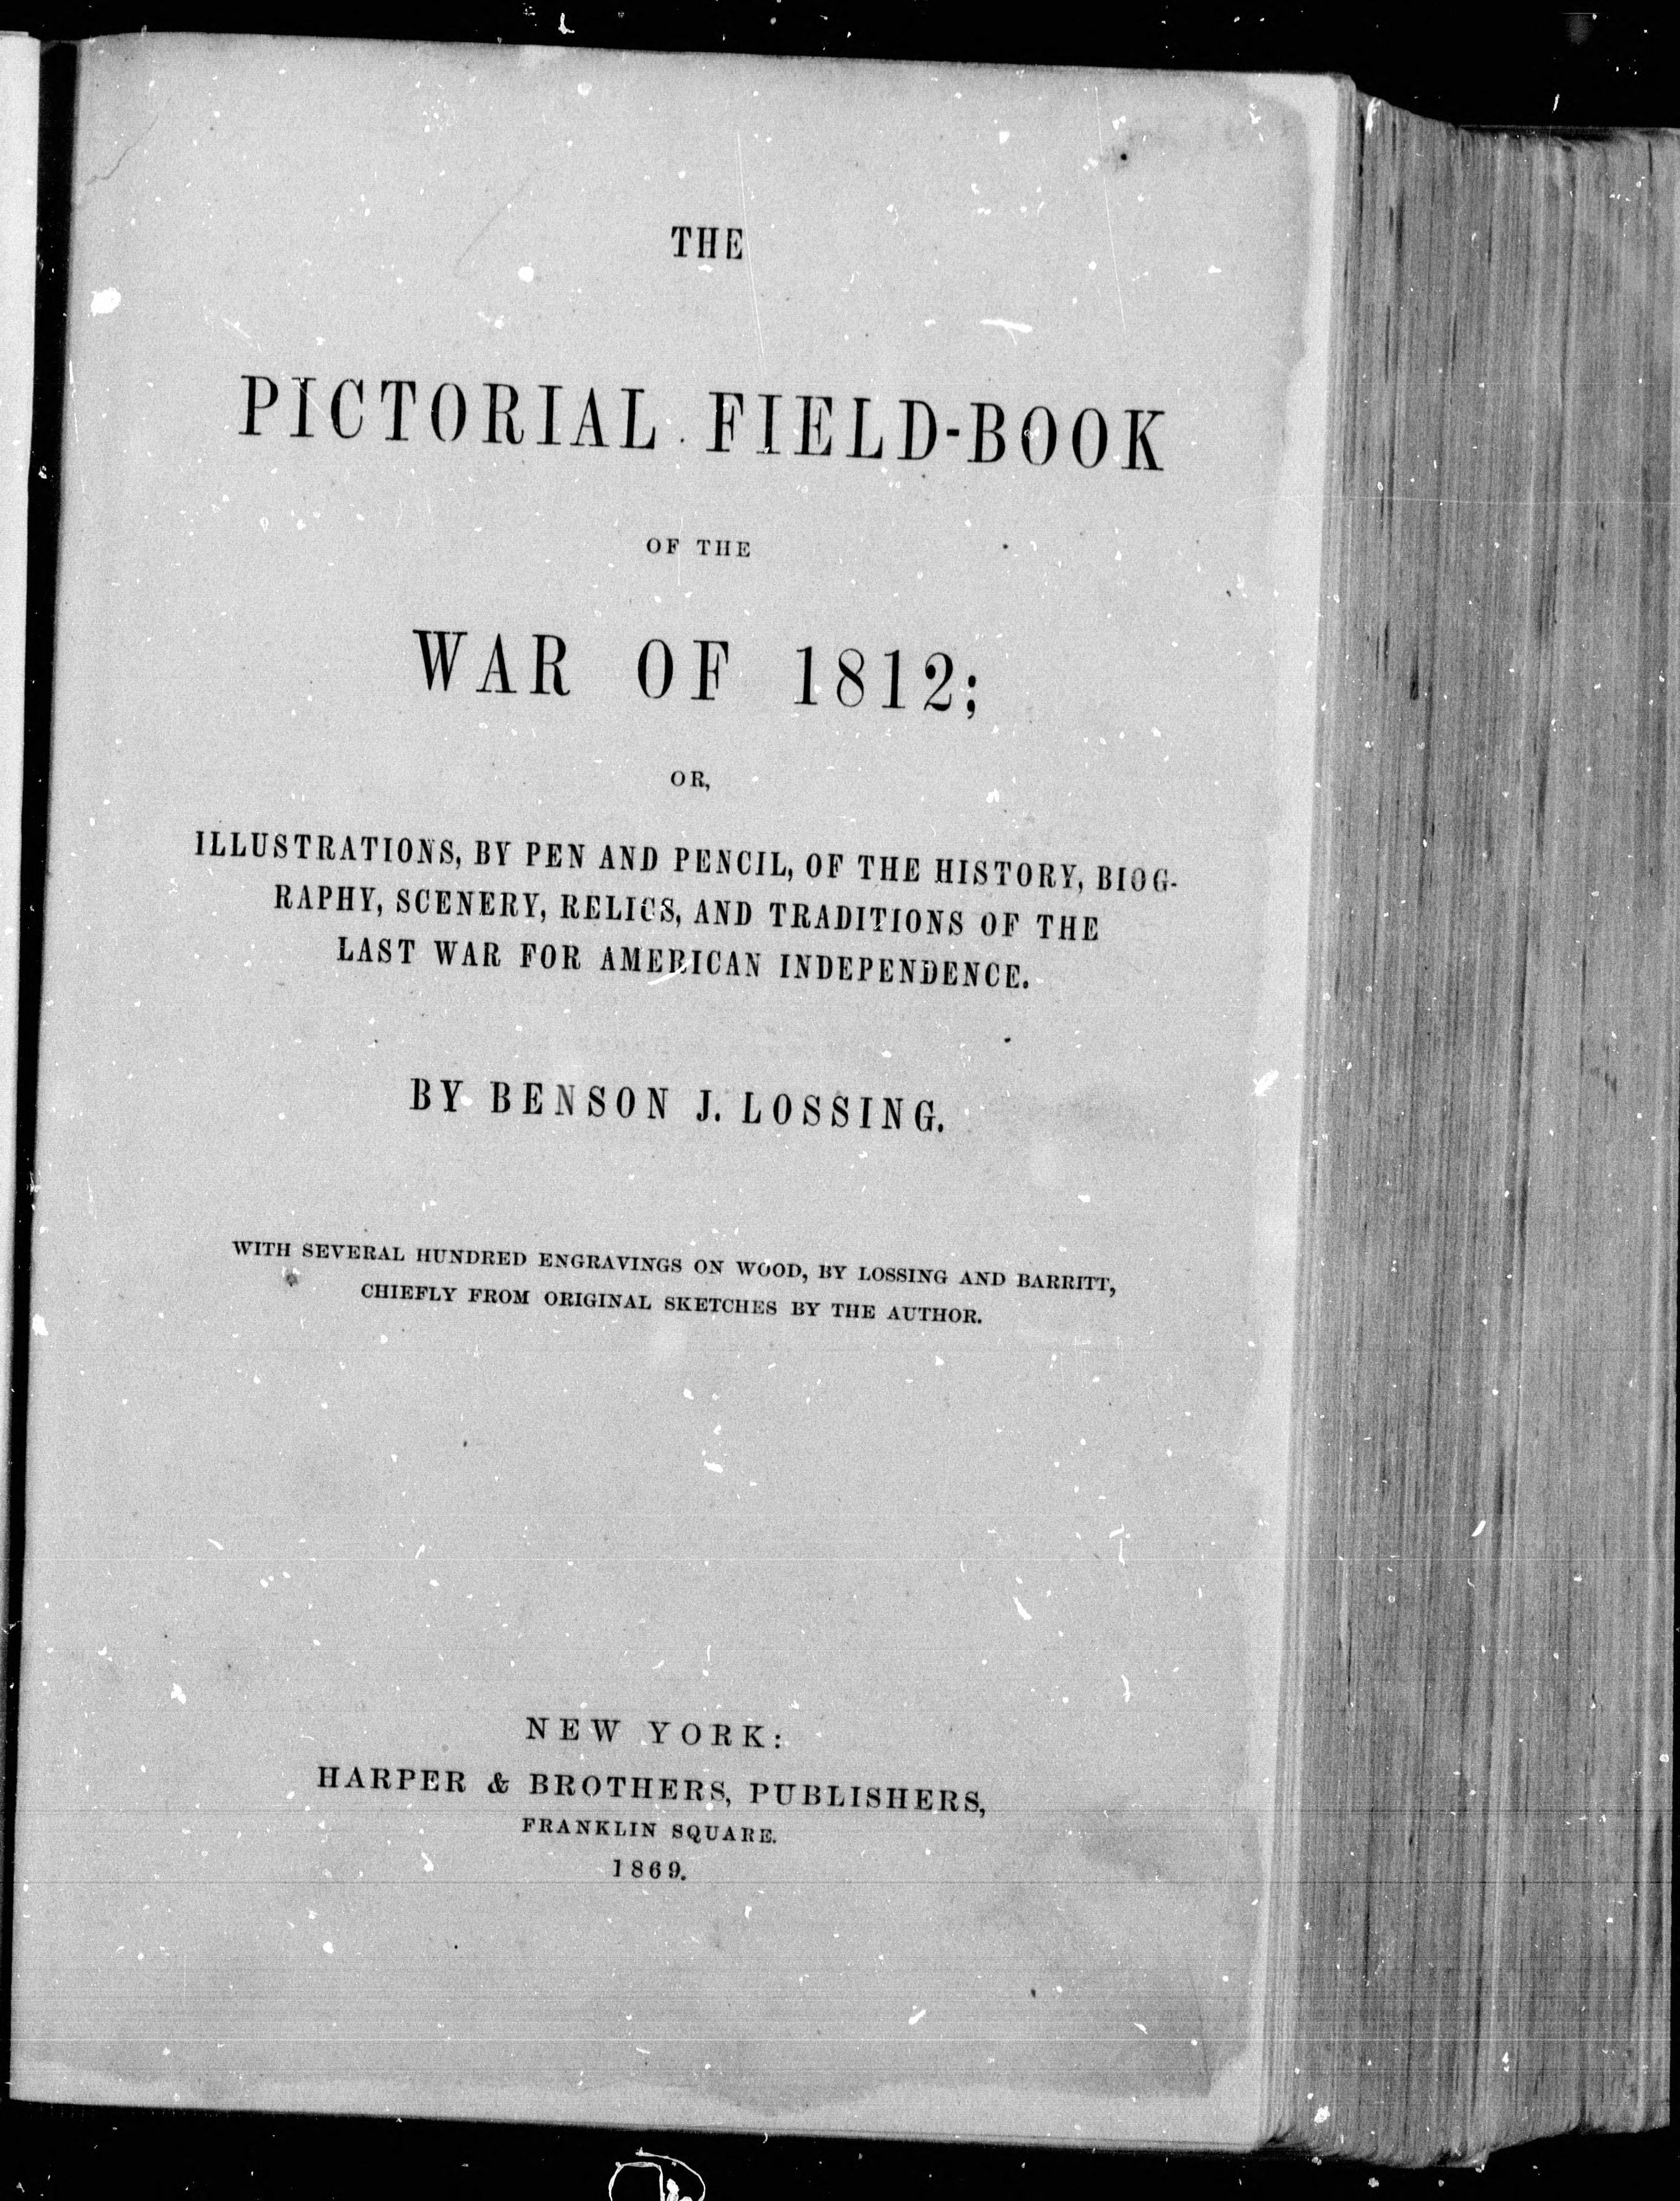 THE
PICTORIAL FIELD-BOOK
OF THE
WAR OF 1812;
OR,
ILLUSTRATIONS, BY PEN AND PENCIL, OF THE HISTORY, BIOG-
RAPHY, SCENERY, RELICS, AND TRADITIONS OF THE
LAST WAR FOR AMERICAN INDEPENDENCE.
BY BENSON J. LOSSING.
WITH SEVERAL HUNDRED ENGRAVINGS ON WOOD, BY LOSSING AND BARRITT,
CHIEFLY FROM ORIGINAL SKETCHES BY THE AUTHOR.
NEW YORK:
HARPER & BROTHERS, PUBLISHERS,
FRANKLIN SQUARE.
1869.